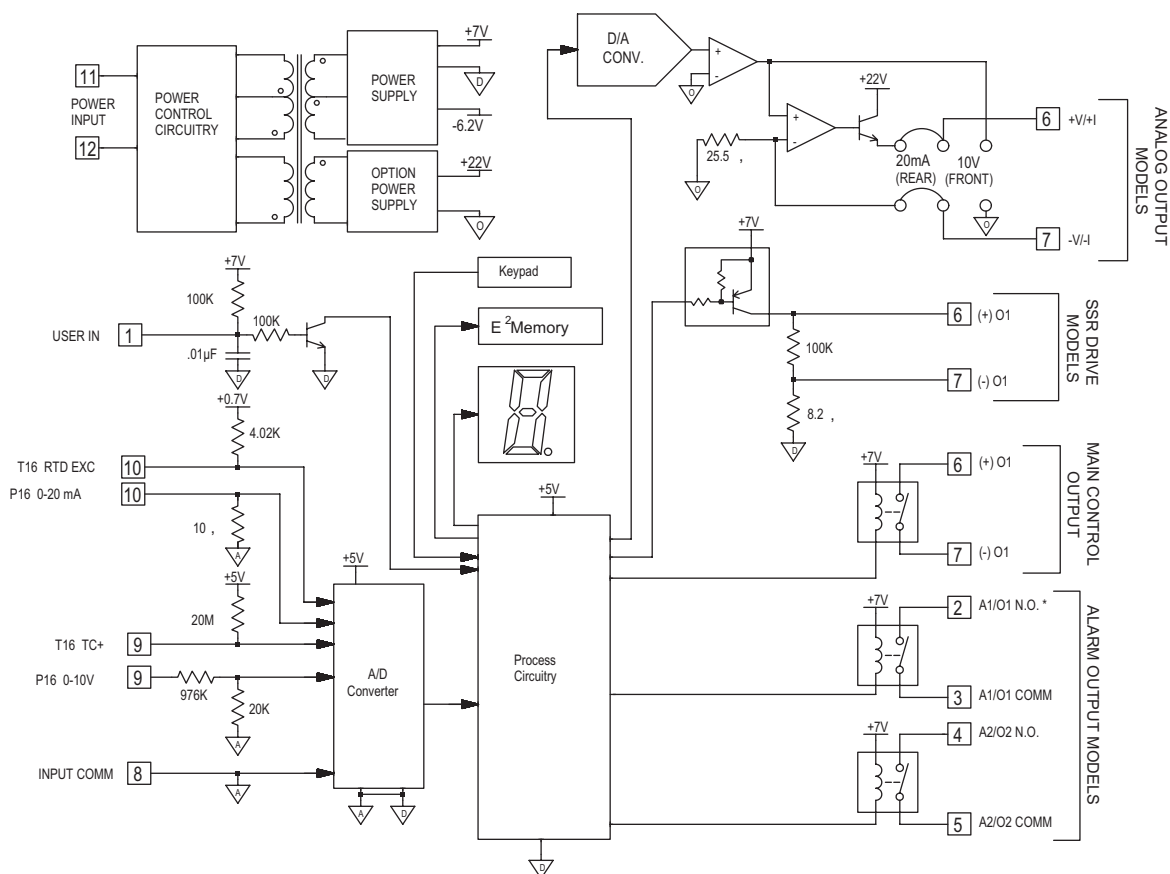 +7V
D/A
CONV.
+
-
O
11
POWER
INPUT
12
POWER
CONTROL
CIRCUITRY
POWER
SUPPLY
D
-6.2V
OPTION
POWER
SUPPLY
+22V
O
+22V
+
-
25.5 ,
O
20mA
(REAR)
10V
(FRONT)
O
6 +V/+I
7 -V/-I
ANALOG OUTPUT
MODELS
+7V
100K
USER IN 1
100K
.01µF
D
D
Keypad
E2Memory
+7V
100K
8.2 ,
D
6 (+) O1
7 (-) O1
SSR DRIVE
MODELS
+0.7V
4.02K
T16 RTD EXC 10
P16 0-20 mA 10
10 ,
A
+5V
20M
T16 TC+ 9
P16 0-10V 9
976K
20K
A
INPUT COMM 8
A
+5V
A/D
Converter
A
D
+5V
Process
Circuitry
D
+7V
6 (+) O1
7 (-) O1
MAIN CONTROL
OUTPUT
+7V
2 A1/O1 N.O. *
3 A1/O1 COMM
+7V
4 A2/O2 N.O.
5 A2/O2 COMM
ALARM OUTPUT MODELS